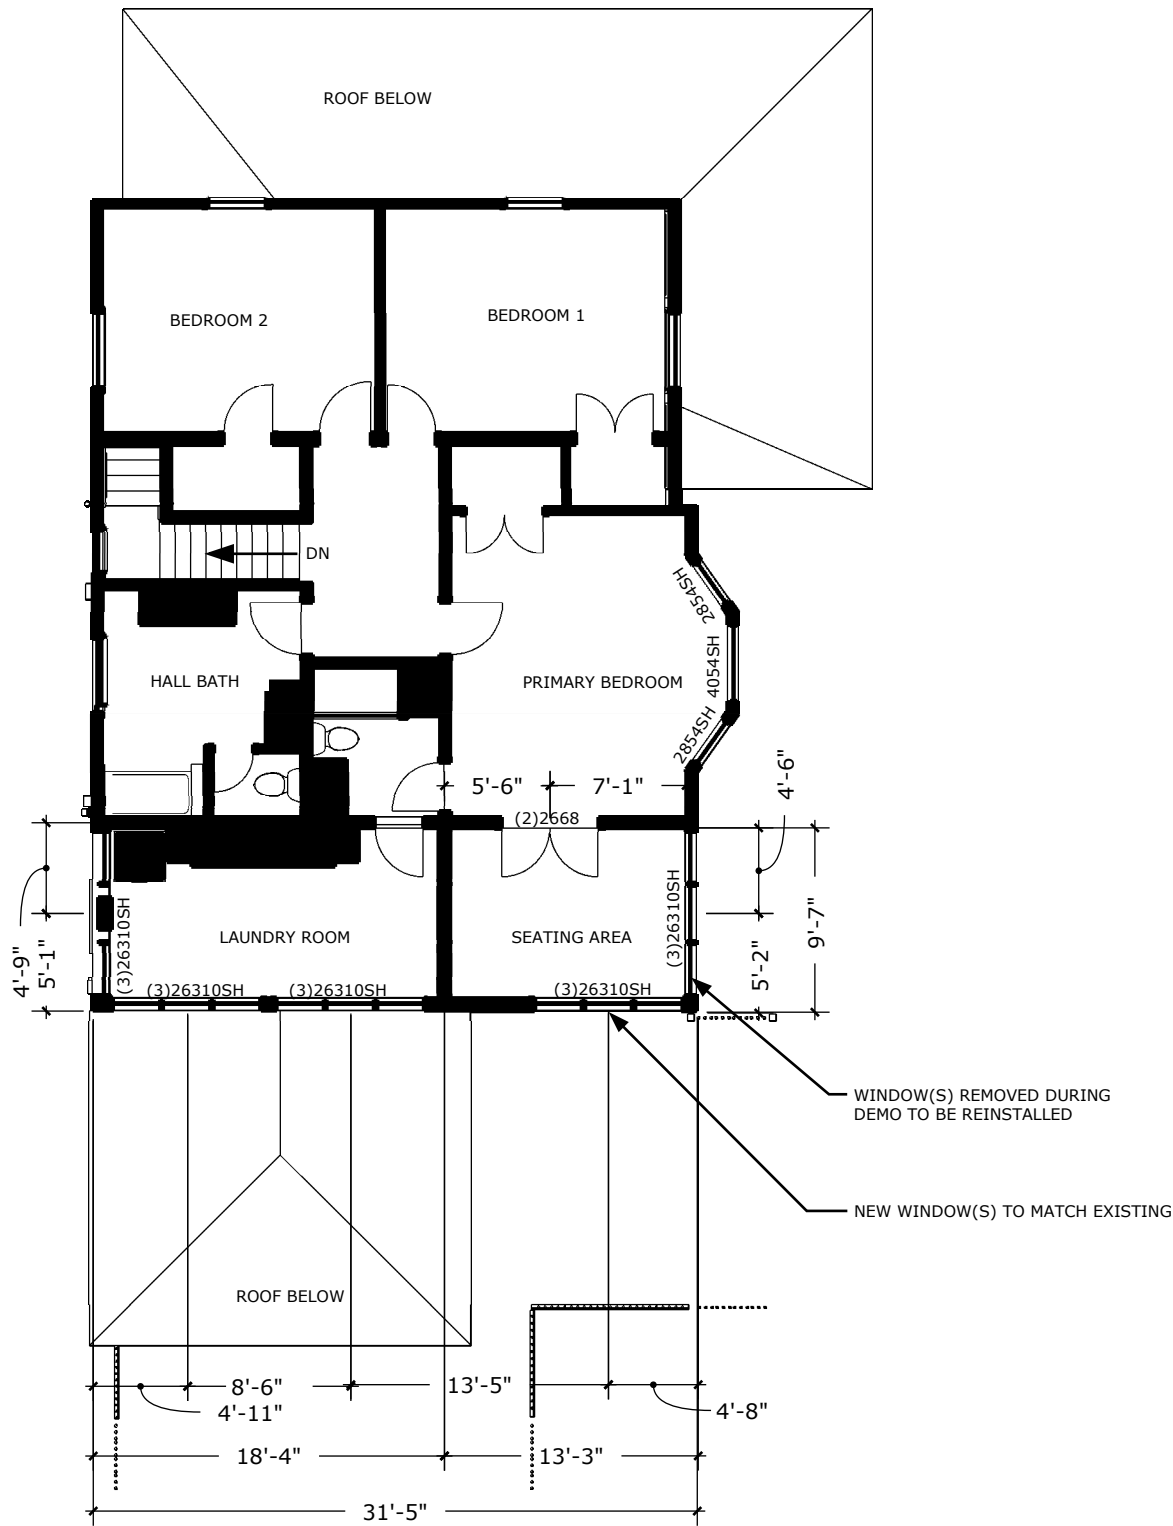 ROOF BELOW
BEDROOM 2
BEDROOM 1
DN
2854SH
4054SH
2854SH
HALL BATH
PRIMARY BEDROOM
5'-6"
7'-1"
4'-6"
(2)2668
(3)26310SH
LAUNDRY ROOM
SEATING AREA
(3)26310SH
9'-7"
4'-9"
5'-1"
5'-2"
(3)26310SH
(3)26310SH
(3)26310SH
WINDOW(S) REMOVED DURING
DEMO TO BE REINSTALLED
NEW WINDOW(S) TO MATCH EXISTING
ROOF BELOW
8'-6"
13'-5"
4'-11"
4'-8"
18'-4"
13'-3"
31'-5"